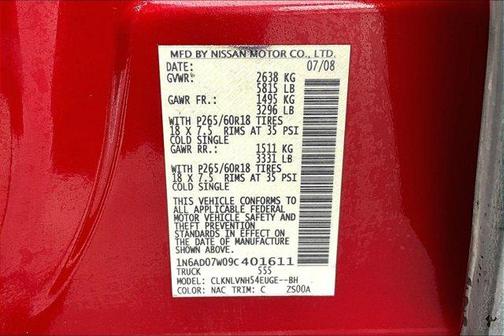 MFD BY NISSAN MOTOR CO., LTD.
DATE: 07/08
GVWR: 2638 KG
5815 LB
GAWR FR.: 1495 KG
3296 LB
WITH P265/60R18 TIRES
18 X 7.5 RIMS AT 35 PSI
COLD SINGLE
GAWR RR.: 1511 KG
3331 LB
WITH P265/60R18 TIRES
18 X 7.5 RIMS AT 35 PSI
COLD SINGLE
THIS VEHICLE CONFORMS TO
ALL APPLICABLE FEDERAL
MOTOR VEHICLE SAFETY AND
THEFT PREVENTION
STANDARDS IN EFFECT ON
THE DATE OF MANUFACTURE
SHOWN ABOVE.
1N6AD07W09C401611
TRUCK 555
MODEL: CLKNLVNH54EUGE--BH
COLOR: NAC TRIM: C ZS00A